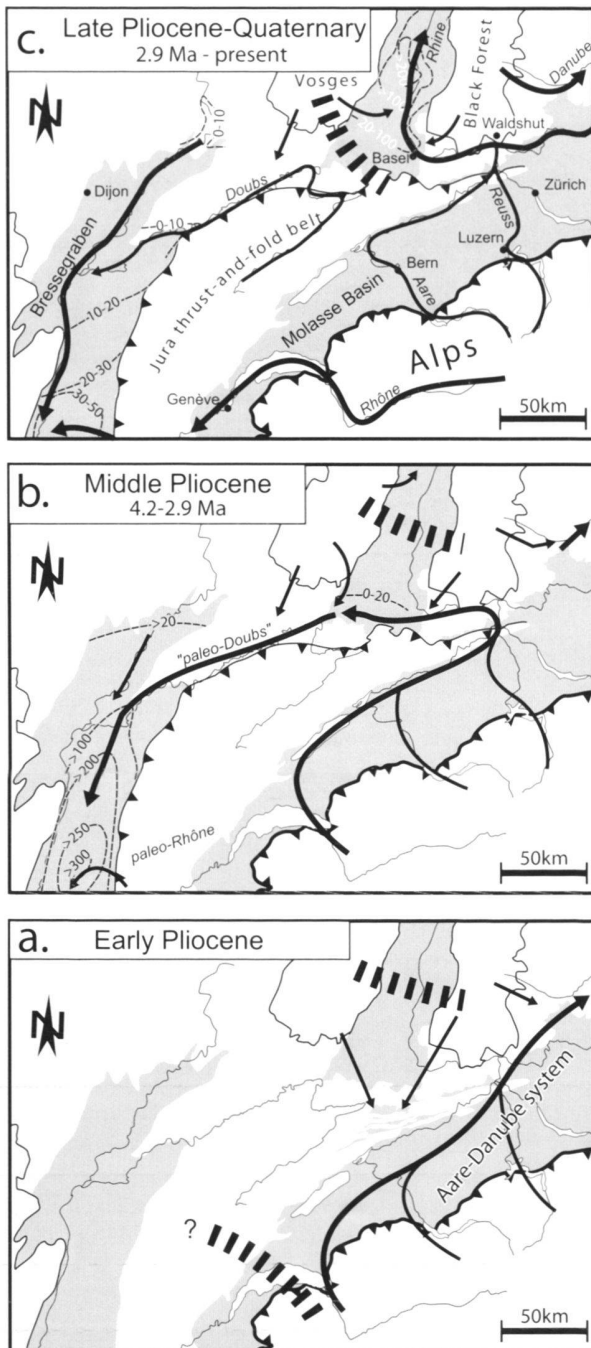 c.
Late Pliocene-Quaternary
2.9 Ma - present
N
Vosges
Rhine
Black Forest
Danube
0-10
20-100
Waldshut
Basel
Dijon
Doubs
Zürich
0-10
Reuss
Bressegraben
Jura thrust-and-fold belt
Luzern
Bern
Aare
10-20
Molasse Basin
Alps
20-30
30-50
Genève
Rhône
50km
b.
Middle Pliocene
4.2-2.9 Ma
N
0-20
>20
"paleo-Doubs"
>100
>200
>250
>300
paleo-Rhône
50km
a.
Early Pliocene
N
Aare-Danube system
?
50km